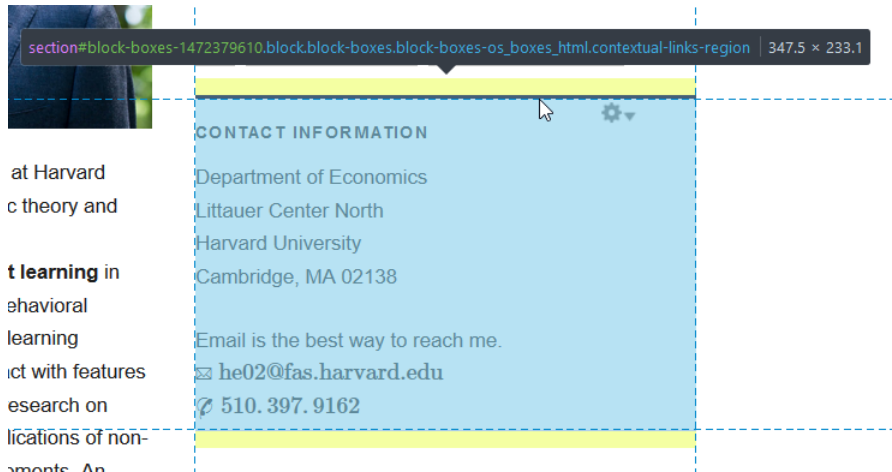 section#block-boxes-1472379610.block.block-boxes.block-boxes-os_boxes_html.contextual-links-region 347.5 × 233.1
at Harvard
c theory and
t learning in
ehavioral
learning
ct with features
esearch on
lications of non-
An
CONTACT INFORMATION
Department of Economics
Littauer Center North
Harvard University
Cambridge, MA 02138
Email is the best way to reach me.
he02@fas.harvard.edu
510. 397. 9162